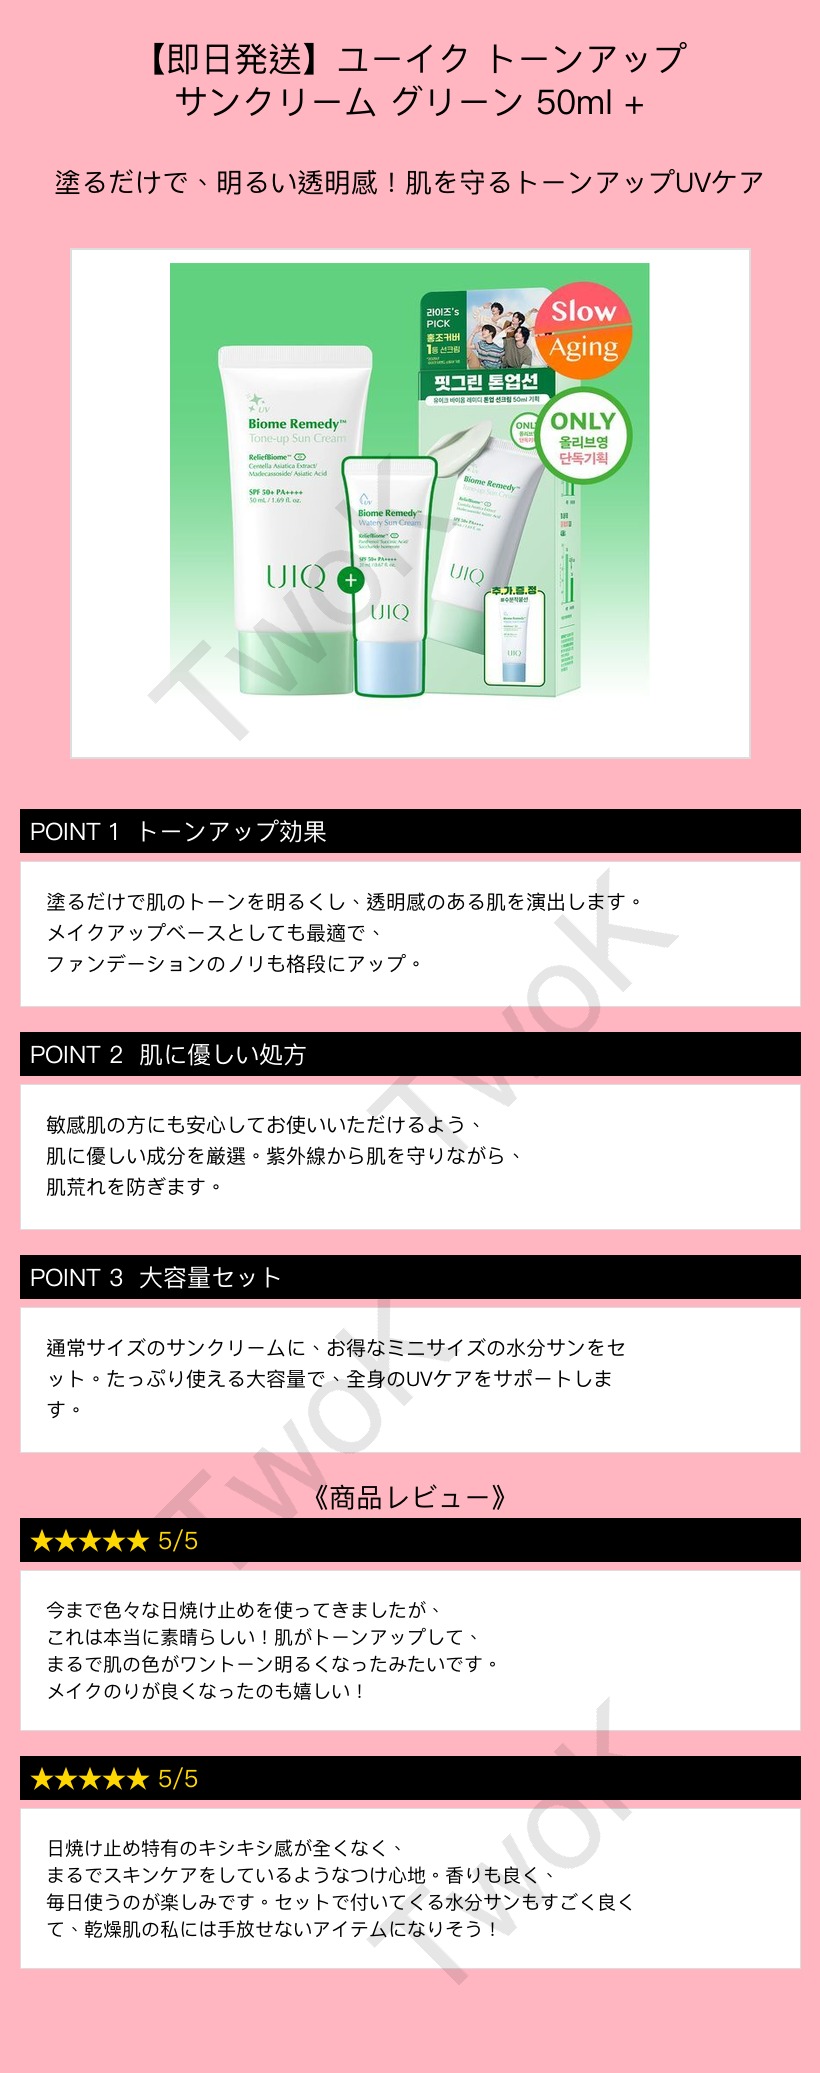 【即日発送】ユーイク トーンアップ
サンクリーム グリーン 50ml +
塗るだけで、明るい透明感！肌を守るトーンアップUVケア
UV
Biome Remedy™
Tone-up Sun Cream
ReliefBiome™
Centella Asiatica Extract/
Madecassoside/ Asiatic Acid
SPF 50+ PA++++
50 mL / 1.69 fl. oz.
UIQ
+
UV
Biome Remedy™
Watery Sun Cream
ReliefBiome™
SPF 50+ PA++++
UIQ
라이즈's
PICK
홍조커버
1등 선크림
핏그린 톤업선
유이크 바이옴 레미디 톤업 선크림 50ml 기획
Biome Remedy™
Tone-up Sun Cream
SPF 50+ PA++++
UIQ
추.가.증.정
#수분적울선
UIQ
Slow
Aging
ONLY
올리브영
단독기획
TwoK
POINT 1 トーンアップ効果
塗るだけで肌のトーンを明るくし、透明感のある肌を演出します。
メイクアップベースとしても最適で、
ファンデーションのノリも格段にアップ。
TwoK
POINT 2 肌に優しい処方
敏感肌の方にも安心してお使いいただけるよう、
肌に優しい成分を厳選。紫外線から肌を守りながら、
肌荒れを防ぎます。
POINT 3 大容量セット
通常サイズのサンクリームに、お得なミニサイズの水分サンをセ
ット。たっぷり使える大容量で、全身のUVケアをサポートしま
す。
TwoK
《商品レビュー》
★★★★★ 5/5
今まで色々な日焼け止めを使ってきましたが、
これは本当に素晴らしい！肌がトーンアップして、
まるで肌の色がワントーン明るくなったみたいです。
メイクのりが良くなったのも嬉しい！
★★★★★ 5/5
日焼け止め特有のキシキシ感が全くなく、
まるでスキンケアをしているようなつけ心地。香りも良く、
毎日使うのが楽しみです。セットで付いてくる水分サンもすごく良く
て、乾燥肌の私には手放せないアイテムになりそう！
TwoK